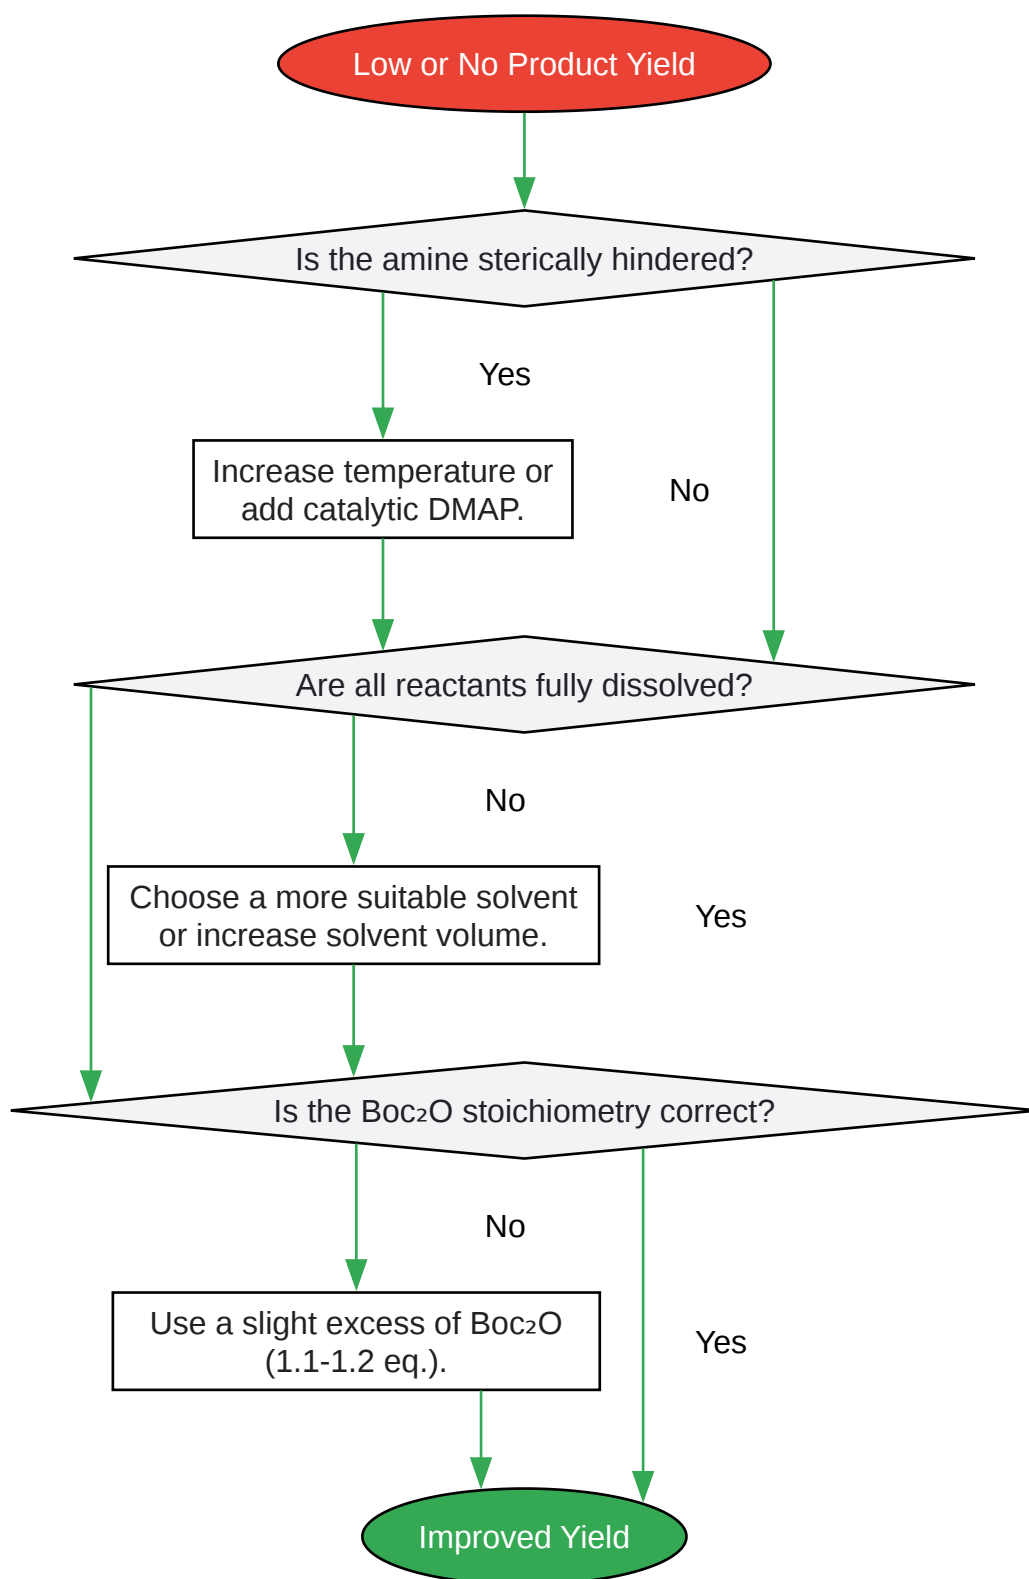 Low or No Product Yield
Is the amine sterically hindered?
Yes
Increase temperature or
add catalytic DMAP.
No
Are all reactants fully dissolved?
No
Choose a more suitable solvent
or increase solvent volume.
Yes
Is the Boc₂O stoichiometry correct?
No
Use a slight excess of Boc₂O
(1.1-1.2 eq.).
Yes
Improved Yield